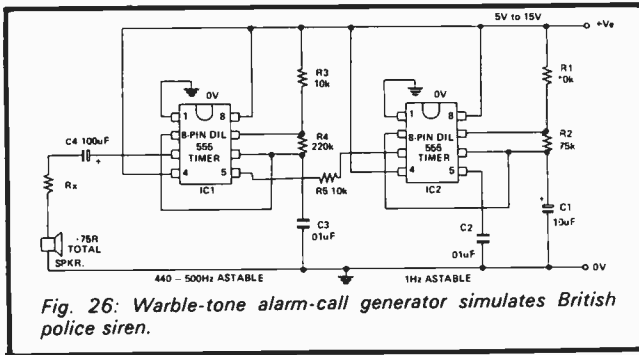 5V to 15V
+Ve
R3
10k
R1
10k
0V
0V
1
8
1
8
C4 100uF
+
8-PIN DIL
555
TIMER
R4
220k
8-PIN DIL
555
TIMER
R2
75k
Rx
4
5
IC1
R5 10k
4
5
IC2
+
C1
10uF
C3
.01uF
C2
.01uF
.75R
TOTAL
SPKR.
440 – 500Hz ASTABLE
1Hz ASTABLE
0V
Fig. 26: Warble-tone alarm-call generator simulates British
police siren.